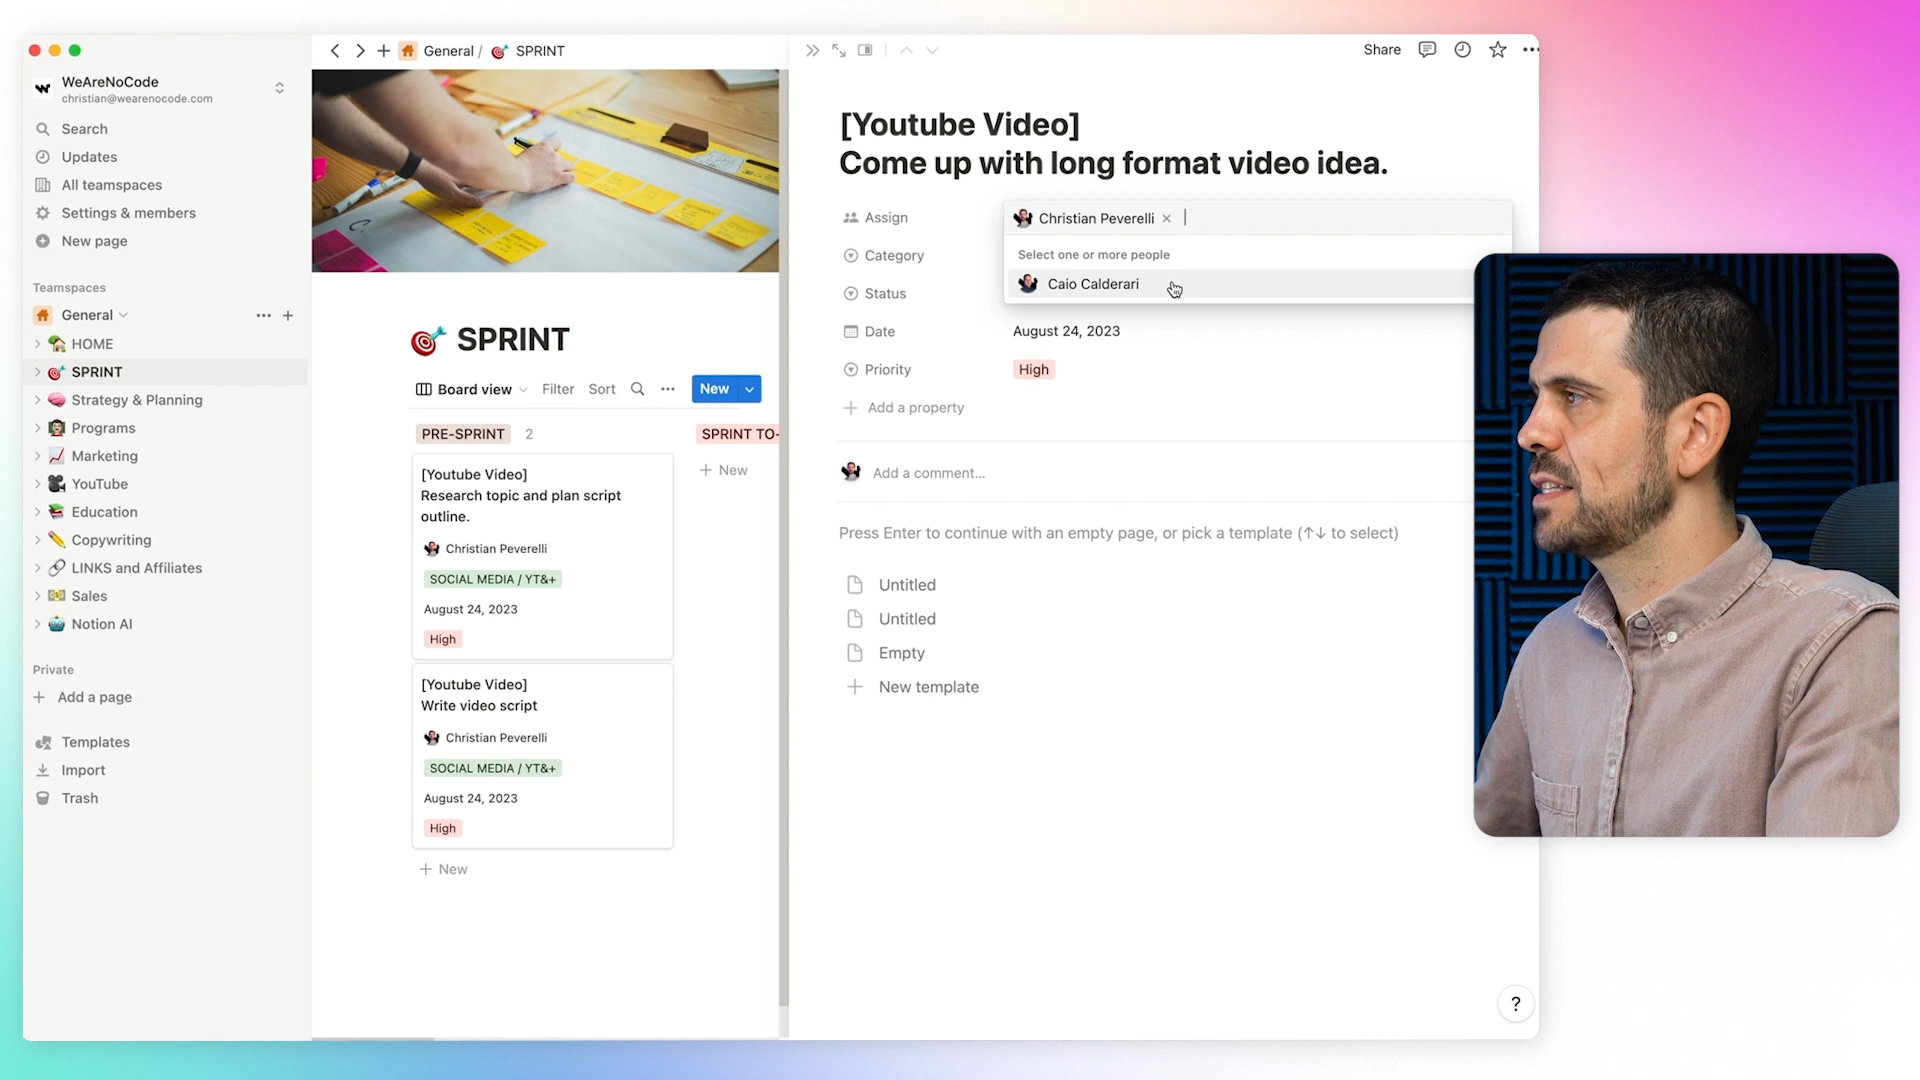 WeAreNoCode
christian@wearenocode.com
Search
Updates
All teamspaces
Settings & members
New page
Teamspaces
General
HOME
SPRINT
Strategy & Planning
Programs
Marketing
YouTube
Education
Copywriting
LINKS and Affiliates
Sales
Notion AI
Private
Add a page
Templates
Import
Trash
General / SPRINT
SPRINT
Board view Filter Sort New
PRE-SPRINT 2
SPRINT TO-
New
[Youtube Video]
Research topic and plan script
outline.
Christian Peverelli
SOCIAL MEDIA / YT&+
August 24, 2023
High
[Youtube Video]
Write video script
Christian Peverelli
SOCIAL MEDIA / YT&+
August 24, 2023
High
New
Share
[Youtube Video]
Come up with long format video idea.
Assign Christian Peverelli
Select one or more people
Caio Calderari
Category
Status
Date August 24, 2023
Priority High
Add a property
Add a comment...
Press Enter to continue with an empty page, or pick a template (↑↓ to select)
Untitled
Untitled
Empty
New template
?